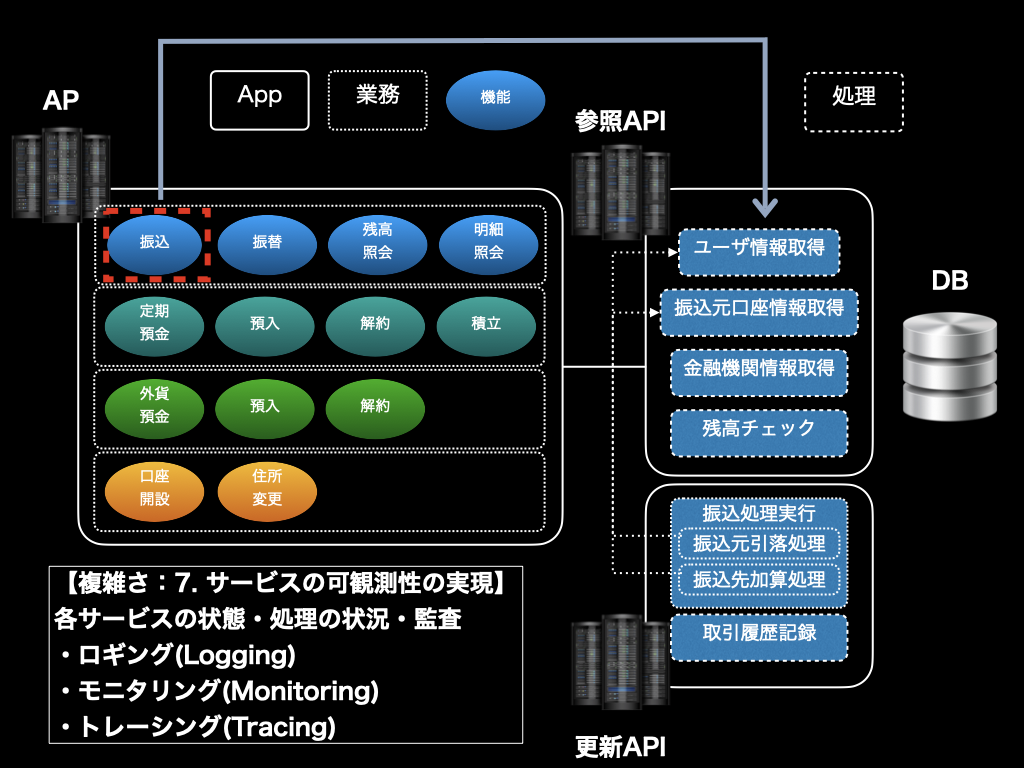 AP
App
業務
機能
参照API
処理
振込
振替
残高
照会
明細
照会
定期
預金
預入
解約
積立
外貨
預金
預入
解約
口座
開設
住所
変更
ユーザ情報取得
振込元口座情報取得
金融機関情報取得
残高チェック
DB
振込処理実行
振込元引落処理
振込先加算処理
取引履歴記録
更新API
【複雑さ：7. サービスの可観測性の実現】
各サービスの状態・処理の状況・監査
・ロギング(Logging)
・モニタリング(Monitoring)
・トレーシング(Tracing)